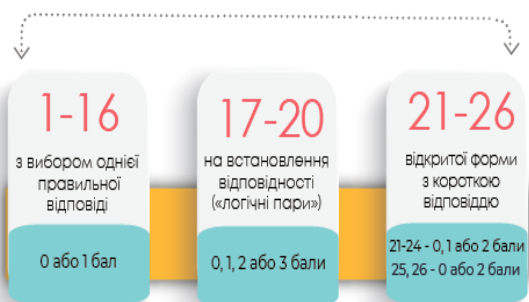 1-16
з вибором однієї
правильної
відповіді
0 або 1 бал
17-20
на встановлення
відповідності
(«логічні пари»)
0, 1, 2 або 3 бали
21-26
відкритої форми
з короткою
відповіддю
21-24 - 0, 1 або 2 бали
25, 26 - 0 або 2 бали